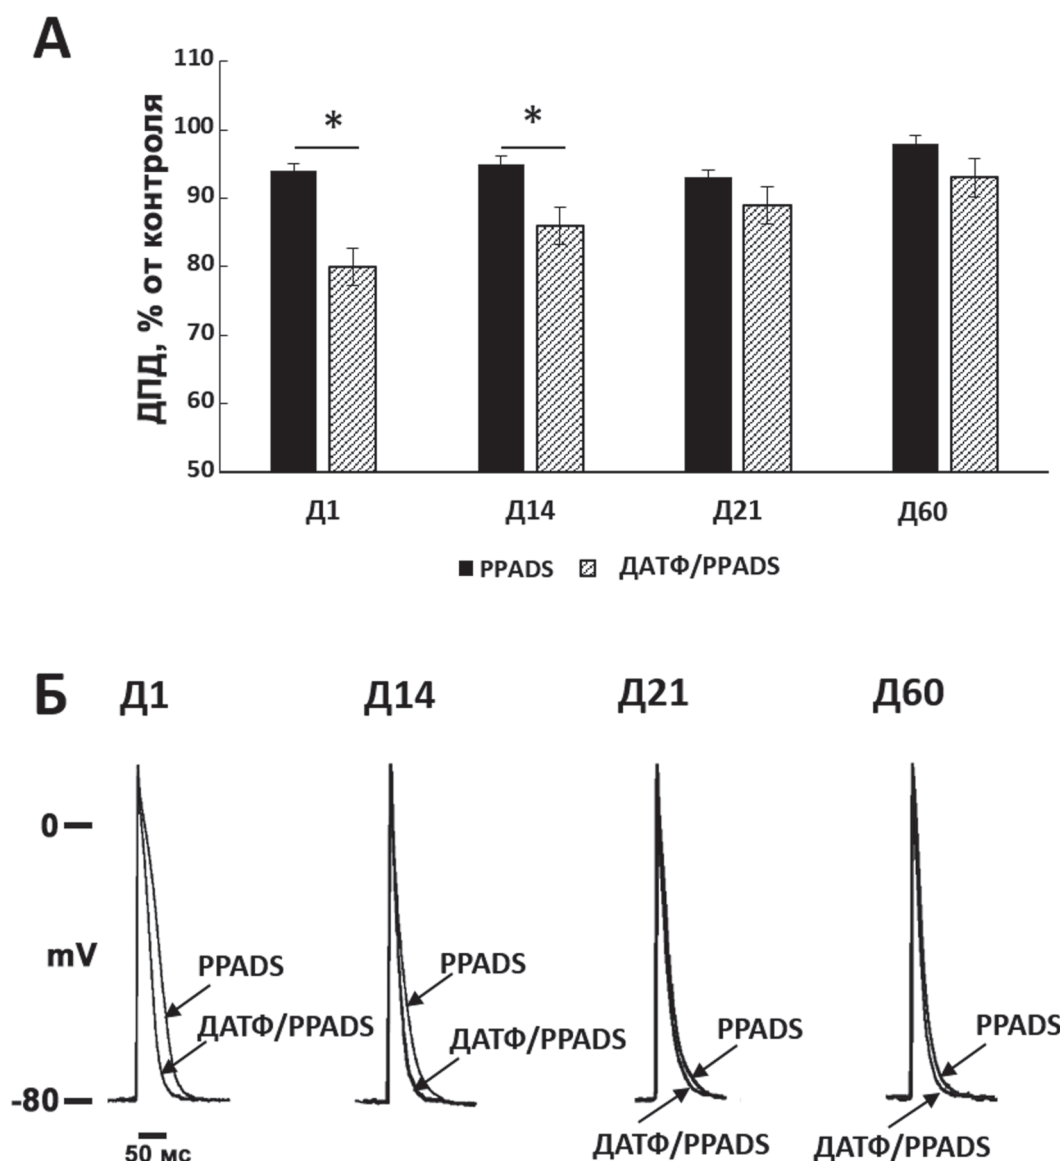 А
ДПД, % от контроля
110
100
90
80
70
60
50
*
*
Д1
Д14
Д21
Д60
PPADS
ДАТФ/PPADS
Б
Д1
Д14
Д21
Д60
0
mV
-80
PPADS
ДАТФ/PPADS
PPADS
ДАТФ/PPADS
PPADS
ДАТФ/PPADS
PPADS
ДАТФ/PPADS
50 мс